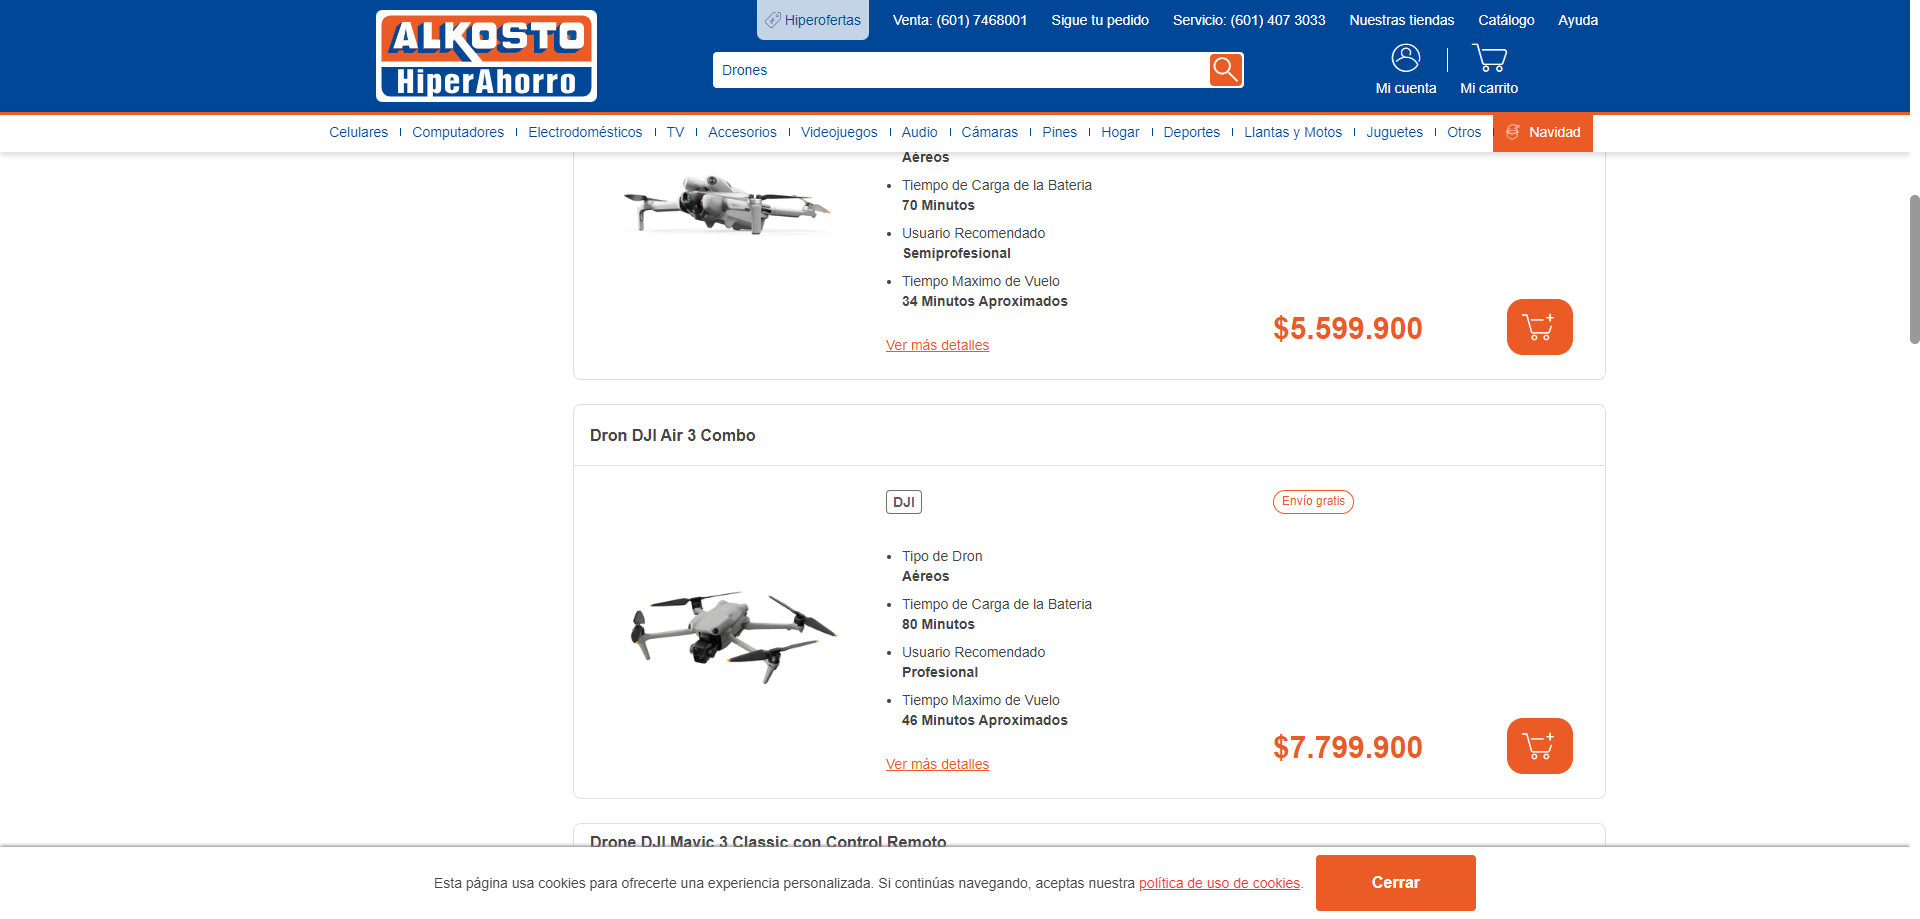 Hiperofertas
Venta: (601) 7468001
Sigue tu pedido
Servicio: (601) 407 3033
Nuestras tiendas
Catálogo
Ayuda
ALKOSTO
HiperAhorro
Drones
Mi cuenta
Mi carrito
Celulares
Computadores
Electrodomésticos
TV
Accesorios
Videojuegos
Audio
Cámaras
Pines
Hogar
Deportes
Llantas y Motos
Juguetes
Otros
Navidad
Aéreos
Tiempo de Carga de la Bateria
70 Minutos
Usuario Recomendado
Semiprofesional
Tiempo Maximo de Vuelo
34 Minutos Aproximados
Ver más detalles
$5.599.900
Dron DJI Air 3 Combo
DJI
Envío gratis
Tipo de Dron
Aéreos
Tiempo de Carga de la Bateria
80 Minutos
Usuario Recomendado
Profesional
Tiempo Maximo de Vuelo
46 Minutos Aproximados
Ver más detalles
$7.799.900
Drone DJI Mavic 3 Classic con Control Remoto
Esta página usa cookies para ofrecerte una experiencia personalizada. Si continúas navegando, aceptas nuestra política de uso de cookies.
Cerrar